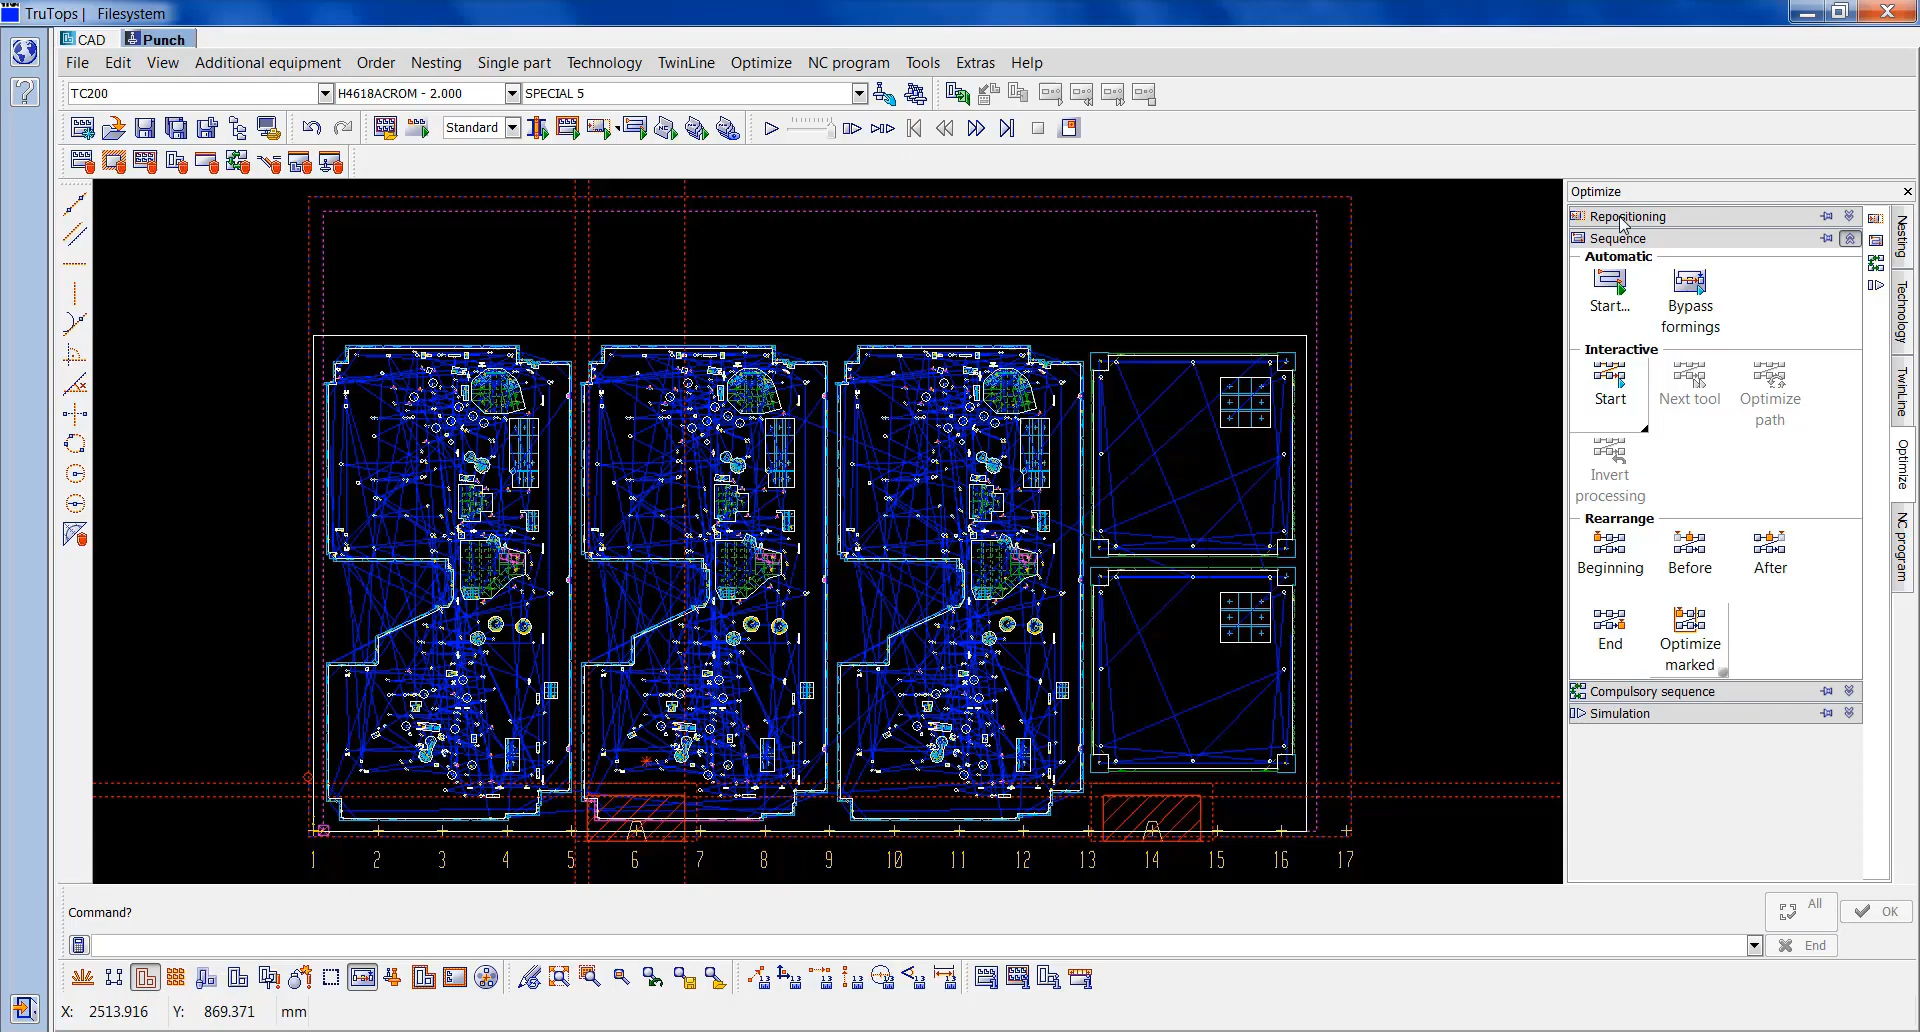 TruTops | Filesystem
CAD
Punch
File Edit View Additional equipment Order Nesting Single part Technology TwinLine Optimize NC program Tools Extras Help
TC200 H4618ACROM - 2.000 SPECIAL 5
Standard
Optimize
Repositioning
Sequence
Automatic
Start... Bypass formings
Interactive
Start Next tool Optimize path
Invert processing
Rearrange
Beginning Before After
End Optimize marked
Compulsory sequence
Simulation
Nesting
Technology
TwinLine
Optimize
NC program
1 2 3 4 5 6 7 8 9 10 11 12 13 14 15 16 17
Command?
All
OK
End
X: 2513.916 Y: 869.371 mm